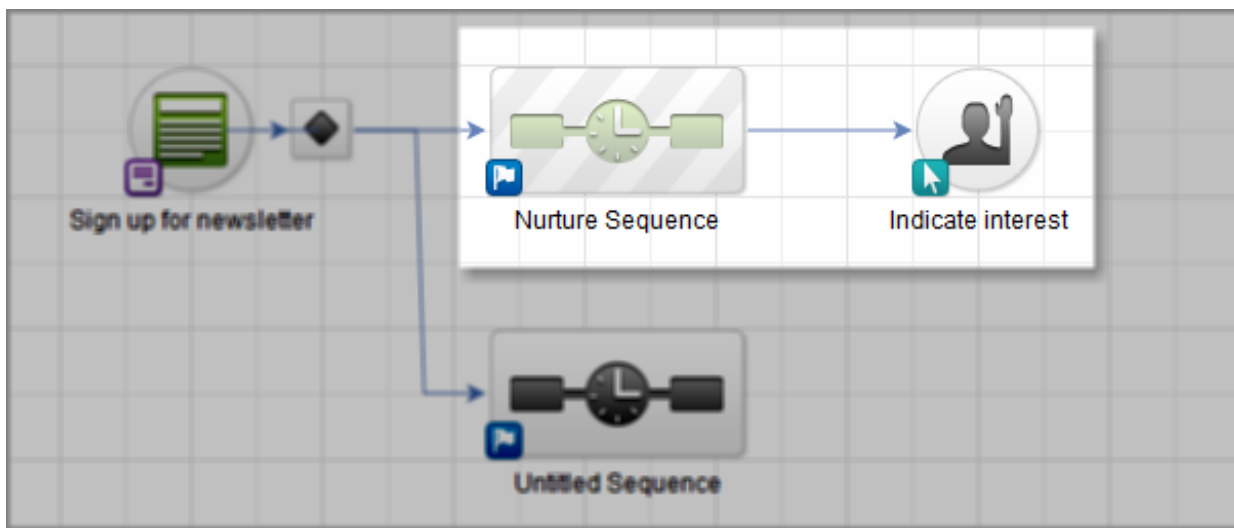 Sign up for newsletter
Nurture Sequence
Indicate interest
Untitled Sequence